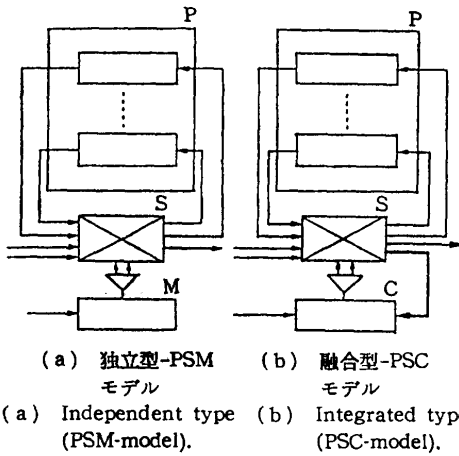 P
P
S
S
M
C
(a) 独立型-PSM
モデル
(b) 融合型-PSC
モデル
(a) Independent type
(PSM-model).
(b) Integrated typ
(PSC-model).